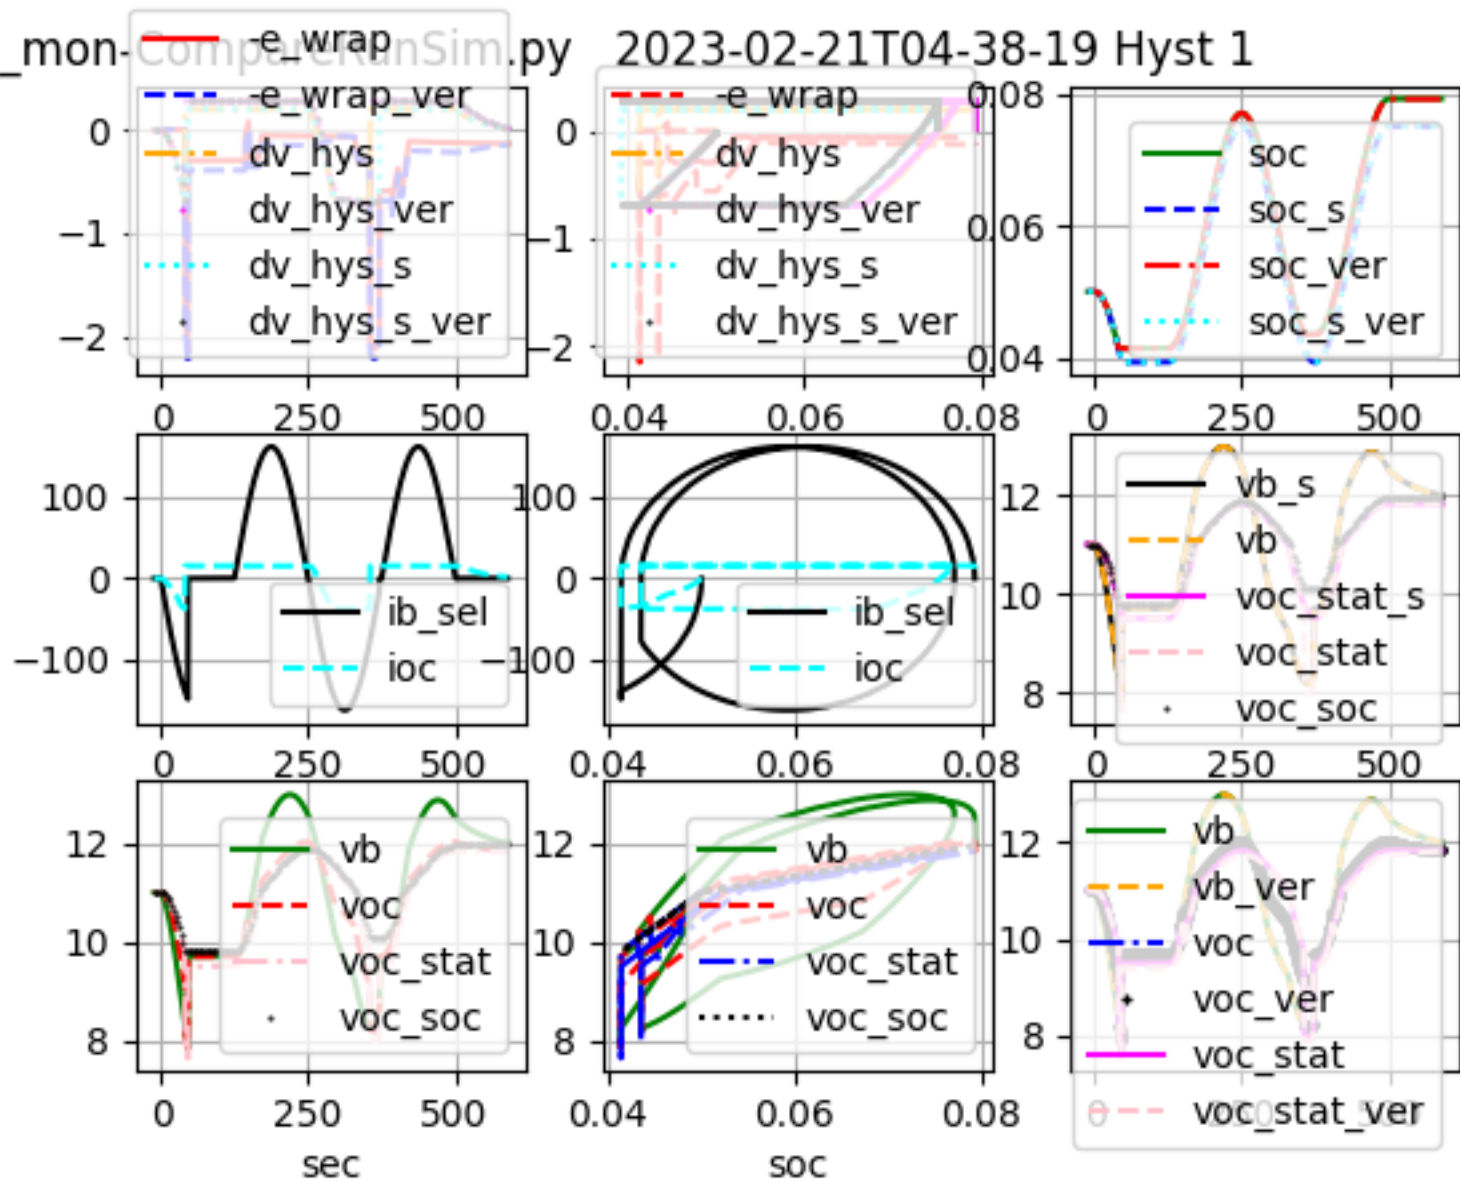 _mon-CompareRunSim.py 2023-02-21T04-38-19 Hyst 1
-e_wrap
-e_wrap_ver
dv_hys
dv_hys_ver
dv_hys_s
dv_hys_s_ver
0
−1
−2
0 250 500
-e_wrap
dv_hys
dv_hys_ver
dv_hys_s
dv_hys_s_ver
0
−1
−2
0.04 0.06 0.08
soc
soc_s
soc_ver
soc_s_ver
0.08
0.06
0.04
0 250 500
ib_sel
ioc
100
0
−100
0 250 500
ib_sel
ioc
100
0
−100
0.04 0.06 0.08
vb_s
vb
voc_stat_s
voc_stat
voc_soc
12
10
8
0 250 500
vb
voc
voc_stat
voc_soc
12
10
8
0 250 500
sec
vb
voc
voc_stat
voc_soc
12
10
8
0.04 0.06 0.08
soc
vb
vb_ver
voc
voc_ver
voc_stat
voc_stat_ver
12
10
8
0 250 500